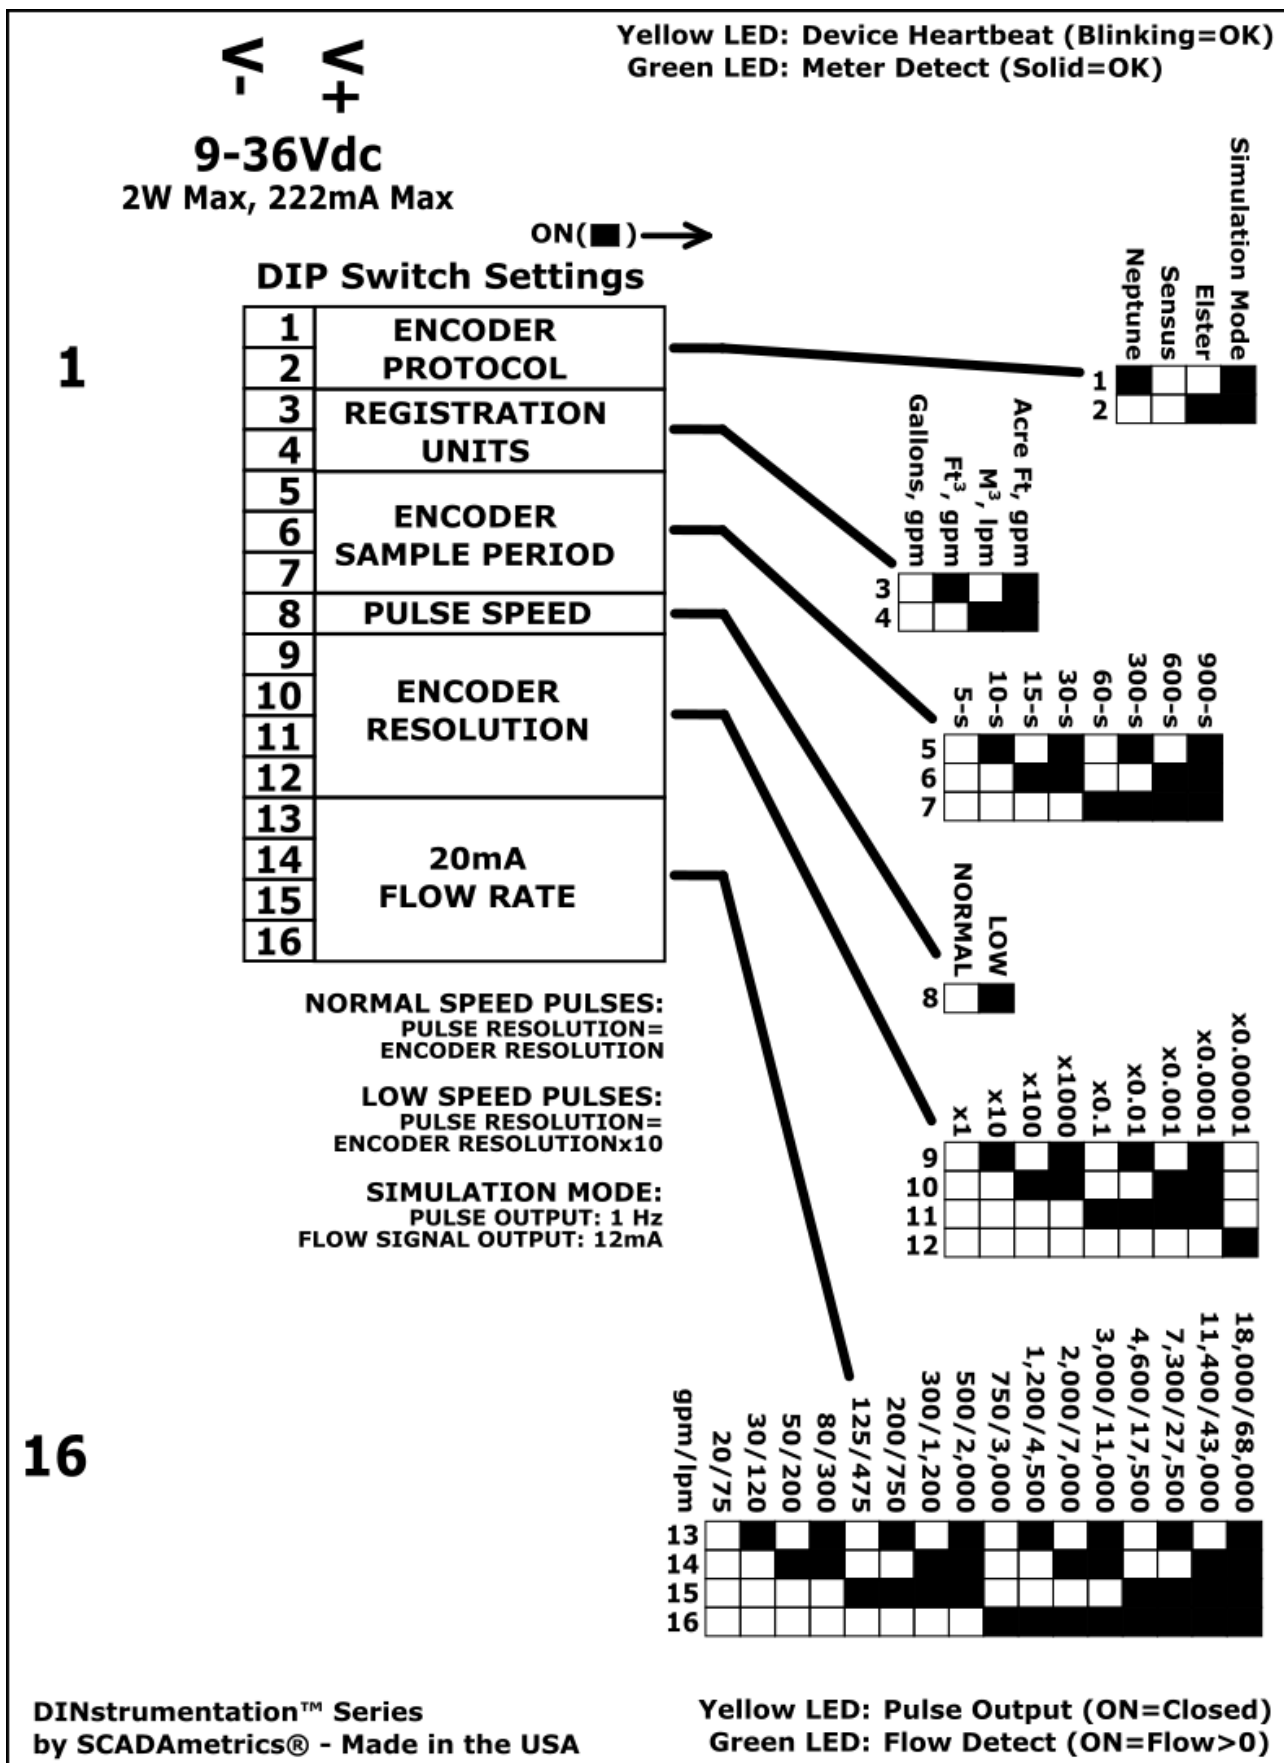 Yellow LED: Device Heartbeat (Blinking=OK)
Green LED: Meter Detect (Solid=OK)
V- V+
9-36Vdc
2W Max, 222mA Max
ON(■)
DIP Switch Settings
1
16
1
2
ENCODER
PROTOCOL
3
4
REGISTRATION
UNITS
5
6
7
ENCODER
SAMPLE PERIOD
8
PULSE SPEED
9
10
11
12
ENCODER
RESOLUTION
13
14
15
16
20mA
FLOW RATE
Neptune
Sensus
Elster
Simulation Mode
1
2
Gallons, gpm
Ft³, gpm
M³, lpm
Acre Ft, gpm
3
4
5-s
10-s
15-s
30-s
60-s
300-s
600-s
900-s
5
6
7
NORMAL
LOW
8
x1
x10
x100
x1000
x0.1
x0.01
x0.001
x0.0001
x0.00001
9
10
11
12
gpm/lpm
20/75
30/120
50/200
80/300
125/475
200/750
300/1,200
500/2,000
750/3,000
1,200/4,500
2,000/7,000
3,000/11,000
4,600/17,500
7,300/27,500
11,400/43,000
18,000/68,000
13
14
15
16
NORMAL SPEED PULSES:
PULSE RESOLUTION=
ENCODER RESOLUTION
LOW SPEED PULSES:
PULSE RESOLUTION=
ENCODER RESOLUTIONx10
SIMULATION MODE:
PULSE OUTPUT: 1 Hz
FLOW SIGNAL OUTPUT: 12mA
DINstrumentation™ Series
by SCADAmetrics® - Made in the USA
Yellow LED: Pulse Output (ON=Closed)
Green LED: Flow Detect (ON=Flow>0)